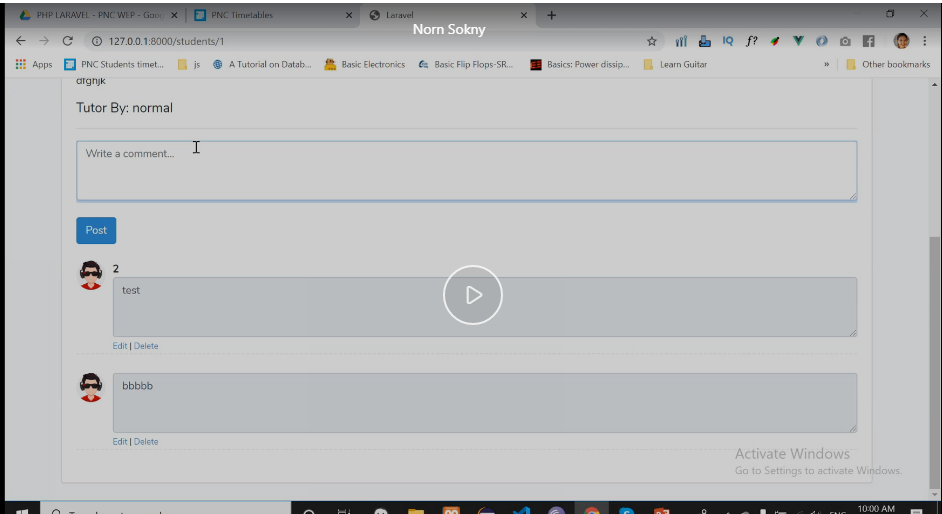 PHP LARAVEL - PNC WEP - Goo
PNC Timetables
Laravel
Norn Sokny
127.0.0.1:8000/students/1
IQ
f?
Apps
PNC Students timet...
js
A Tutorial on Datab...
Basic Electronics
Basic Flip Flops-SR...
Basics: Power dissip...
Learn Guitar
»
Other bookmarks
dfghjk
Tutor By: normal
Write a comment...
Post
2
test
Edit | Delete
bbbbb
Edit | Delete
Activate Windows
Go to Settings to activate Windows.
10:00 AM